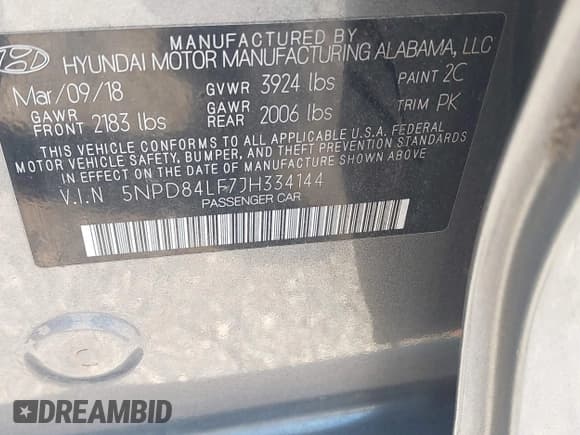 MANUFACTURED BY
HYUNDAI MOTOR MANUFACTURING ALABAMA, LLC
Mar/09/18 GVWR 3924 lbs PAINT 2C
GAWR FRONT 2183 lbs GAWR REAR 2006 lbs TRIM PK
THIS VEHICLE CONFORMS TO ALL APPLICABLE U.S.A. FEDERAL
MOTOR VEHICLE SAFETY, BUMPER, AND THEFT PREVENTION STANDARDS
IN EFFECT ON THE DATE OF MANUFACTURE SHOWN ABOVE
V.I.N 5NPD84LF7JH334144
PASSENGER CAR
DREAMBID